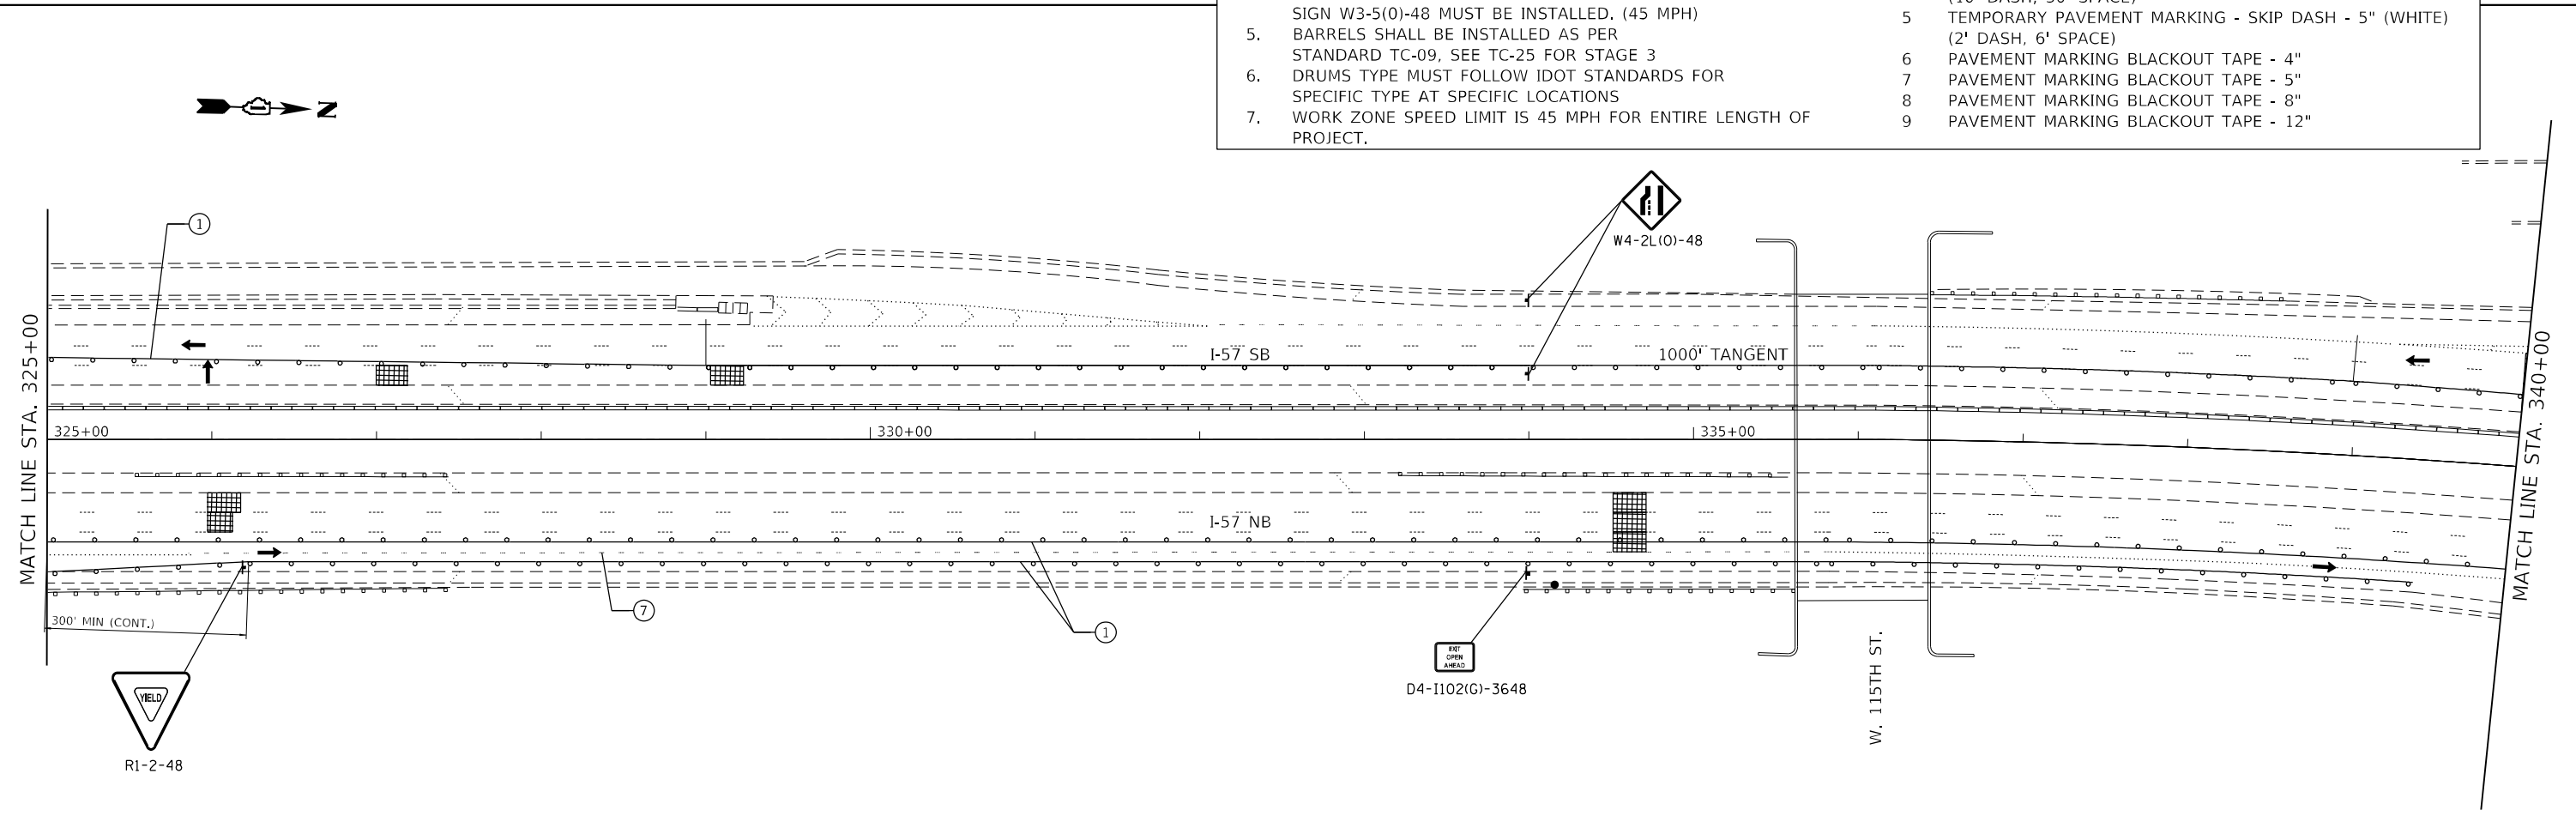 SIGN W3-5(O)-48 MUST BE INSTALLED. (45 MPH)
5. BARRELS SHALL BE INSTALLED AS PER
STANDARD TC-09, SEE TC-25 FOR STAGE 3
6. DRUMS TYPE MUST FOLLOW IDOT STANDARDS FOR
SPECIFIC TYPE AT SPECIFIC LOCATIONS
7. WORK ZONE SPEED LIMIT IS 45 MPH FOR ENTIRE LENGTH OF
PROJECT.
5 TEMPORARY PAVEMENT MARKING - SKIP DASH - 5" (WHITE)
(2' DASH, 6' SPACE)
6 PAVEMENT MARKING BLACKOUT TAPE - 4"
7 PAVEMENT MARKING BLACKOUT TAPE - 5"
8 PAVEMENT MARKING BLACKOUT TAPE - 8"
9 PAVEMENT MARKING BLACKOUT TAPE - 12"
N
1
W4-2L(O)-48
MATCH LINE STA. 325+00
I-57 SB
1000' TANGENT
MATCH LINE STA. 340+00
325+00
330+00
335+00
I-57 NB
7
1
300' MIN (CONT.)
YIELD
R1-2-48
EXIT
OPEN
AHEAD
D4-I102(G)-3648
W. 115TH ST.